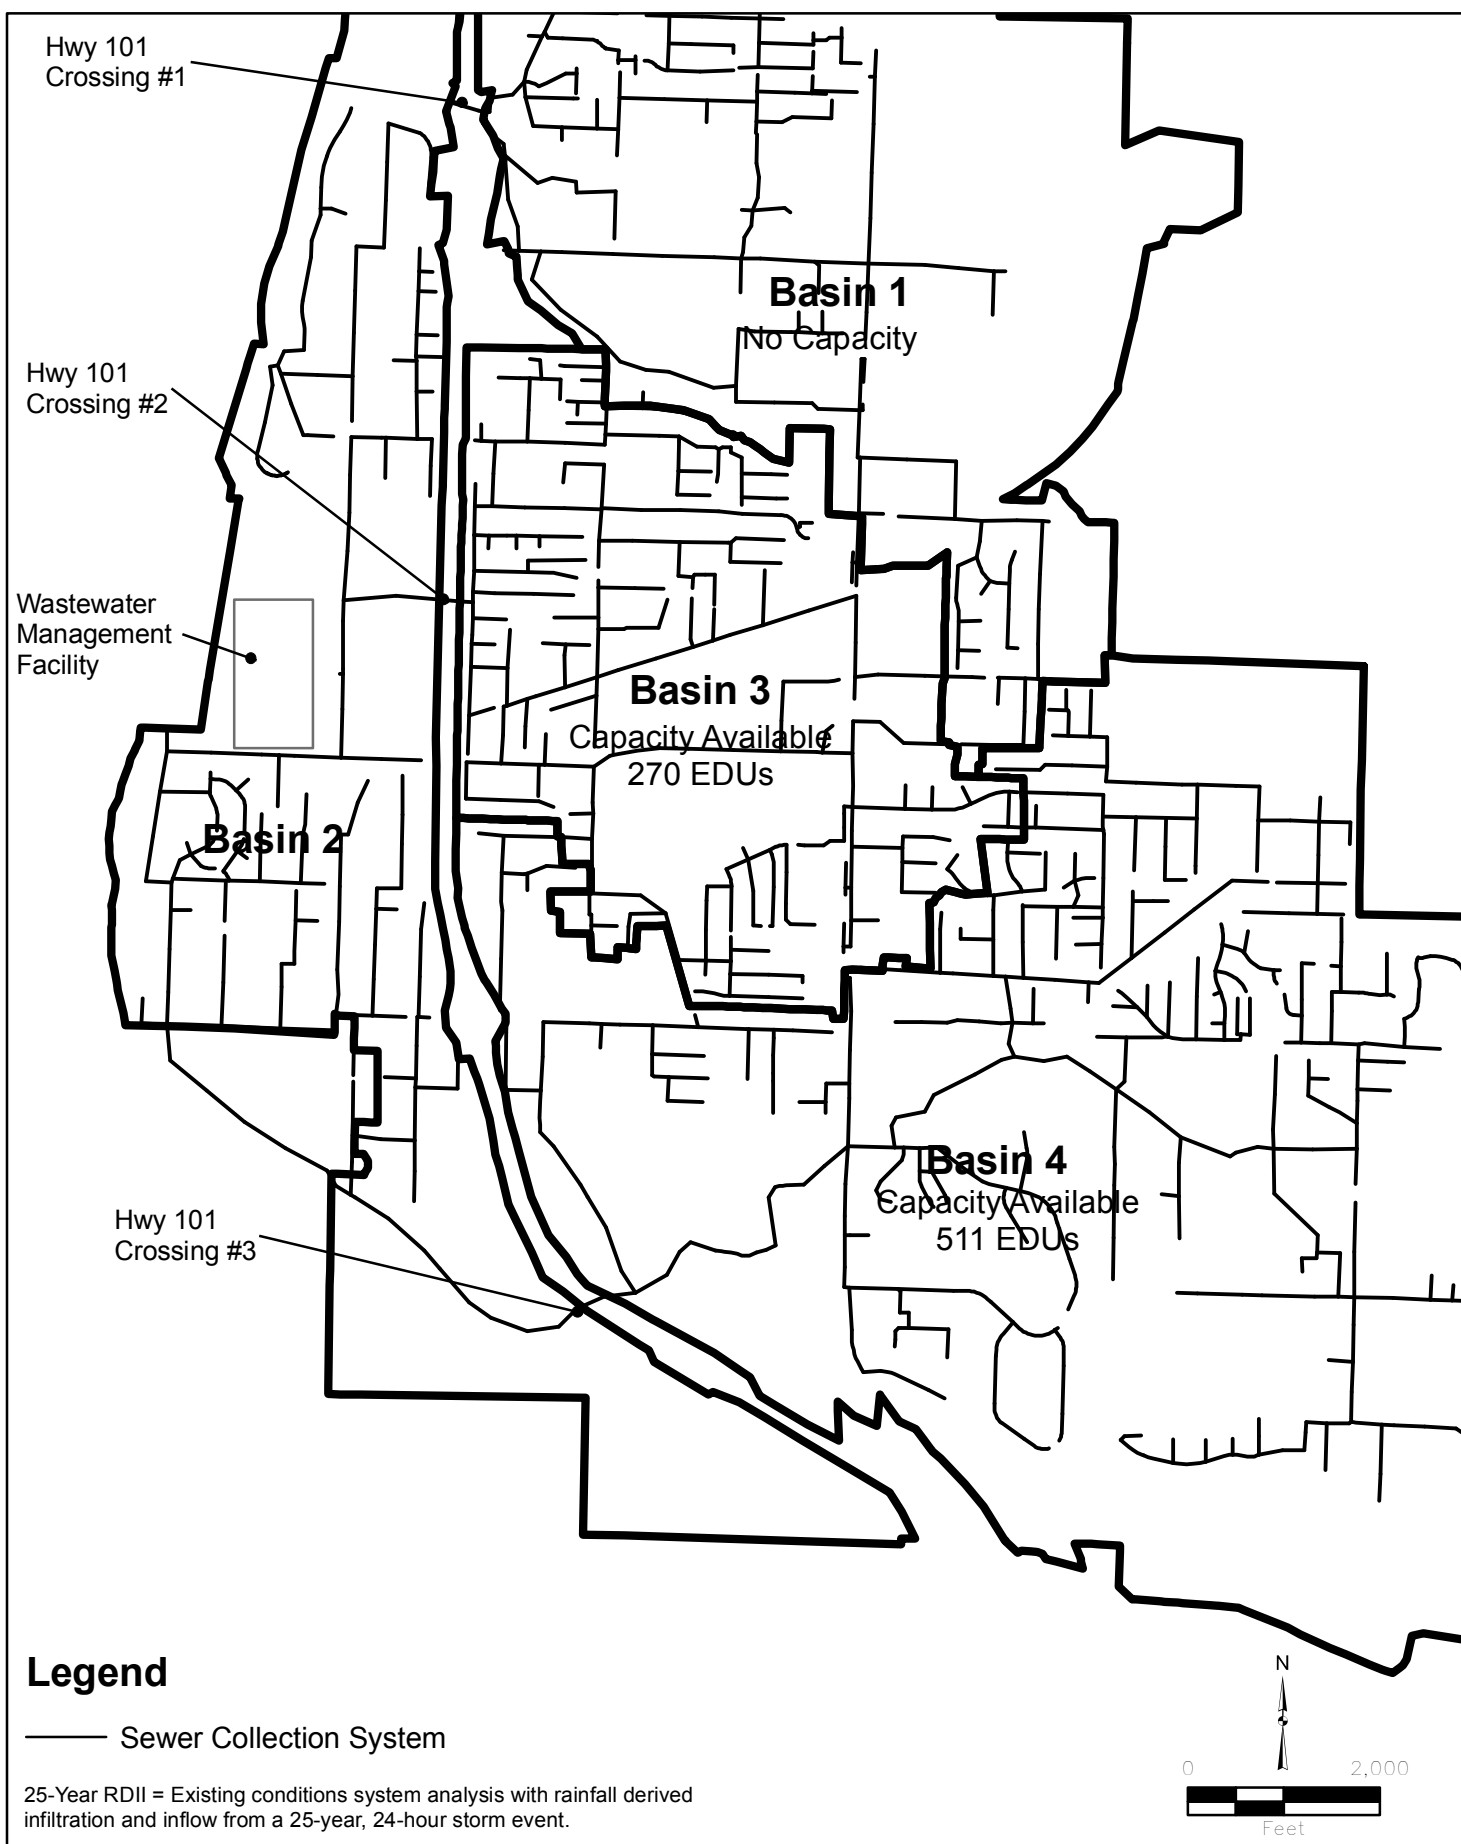 Hwy 101
Crossing #1
Basin 1
No Capacity
Hwy 101
Crossing #2
Wastewater
Management
Facility
Basin 3
Capacity Available
270 EDUs
Basin 2
Basin 4
Capacity Available
511 EDUs
Hwy 101
Crossing #3
Legend
Sewer Collection System
25-Year RDII = Existing conditions system analysis with rainfall derived
infiltration and inflow from a 25-year, 24-hour storm event.
N
0 2,000
Feet